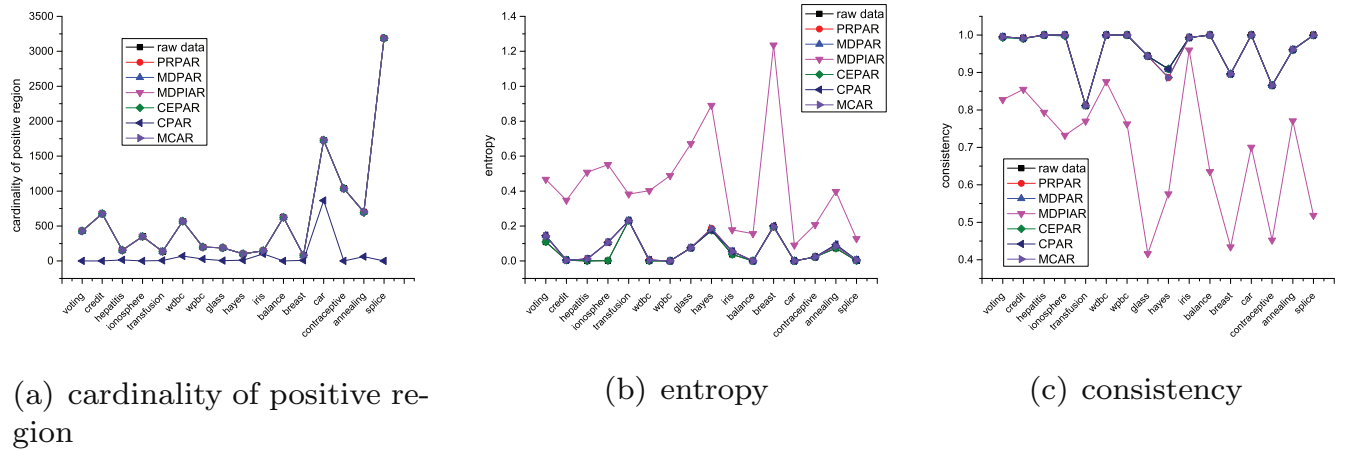 3500
3000
2500
2000
1500
1000
500
0
cardinality of positive region
raw data
PRPAR
MDPAR
MDPIAR
CEPAR
CPAR
MCAR
voting
credit
hepatitis
ionosphere
transfusion
wdbc
wpbc
glass
hayes
iris
balance
breast
car
contraceptive
annealing
splice
(a) cardinality of positive re-
gion
1.4
1.2
1.0
0.8
0.6
0.4
0.2
0.0
entropy
raw data
PRPAR
MDPAR
MDPIAR
CEPAR
CPAR
MCAR
voting
credit
hepatitis
ionosphere
transfusion
wdbc
wpbc
glass
hayes
iris
balance
breast
car
contraceptive
annealing
splice
(b) entropy
1.0
0.9
0.8
0.7
0.6
0.5
0.4
consistency
raw data
PRPAR
MDPAR
MDPIAR
CEPAR
CPAR
MCAR
voting
credit
hepatitis
ionosphere
transfusion
wdbc
wpbc
glass
hayes
iris
balance
breast
car
contraceptive
annealing
splice
(c) consistency